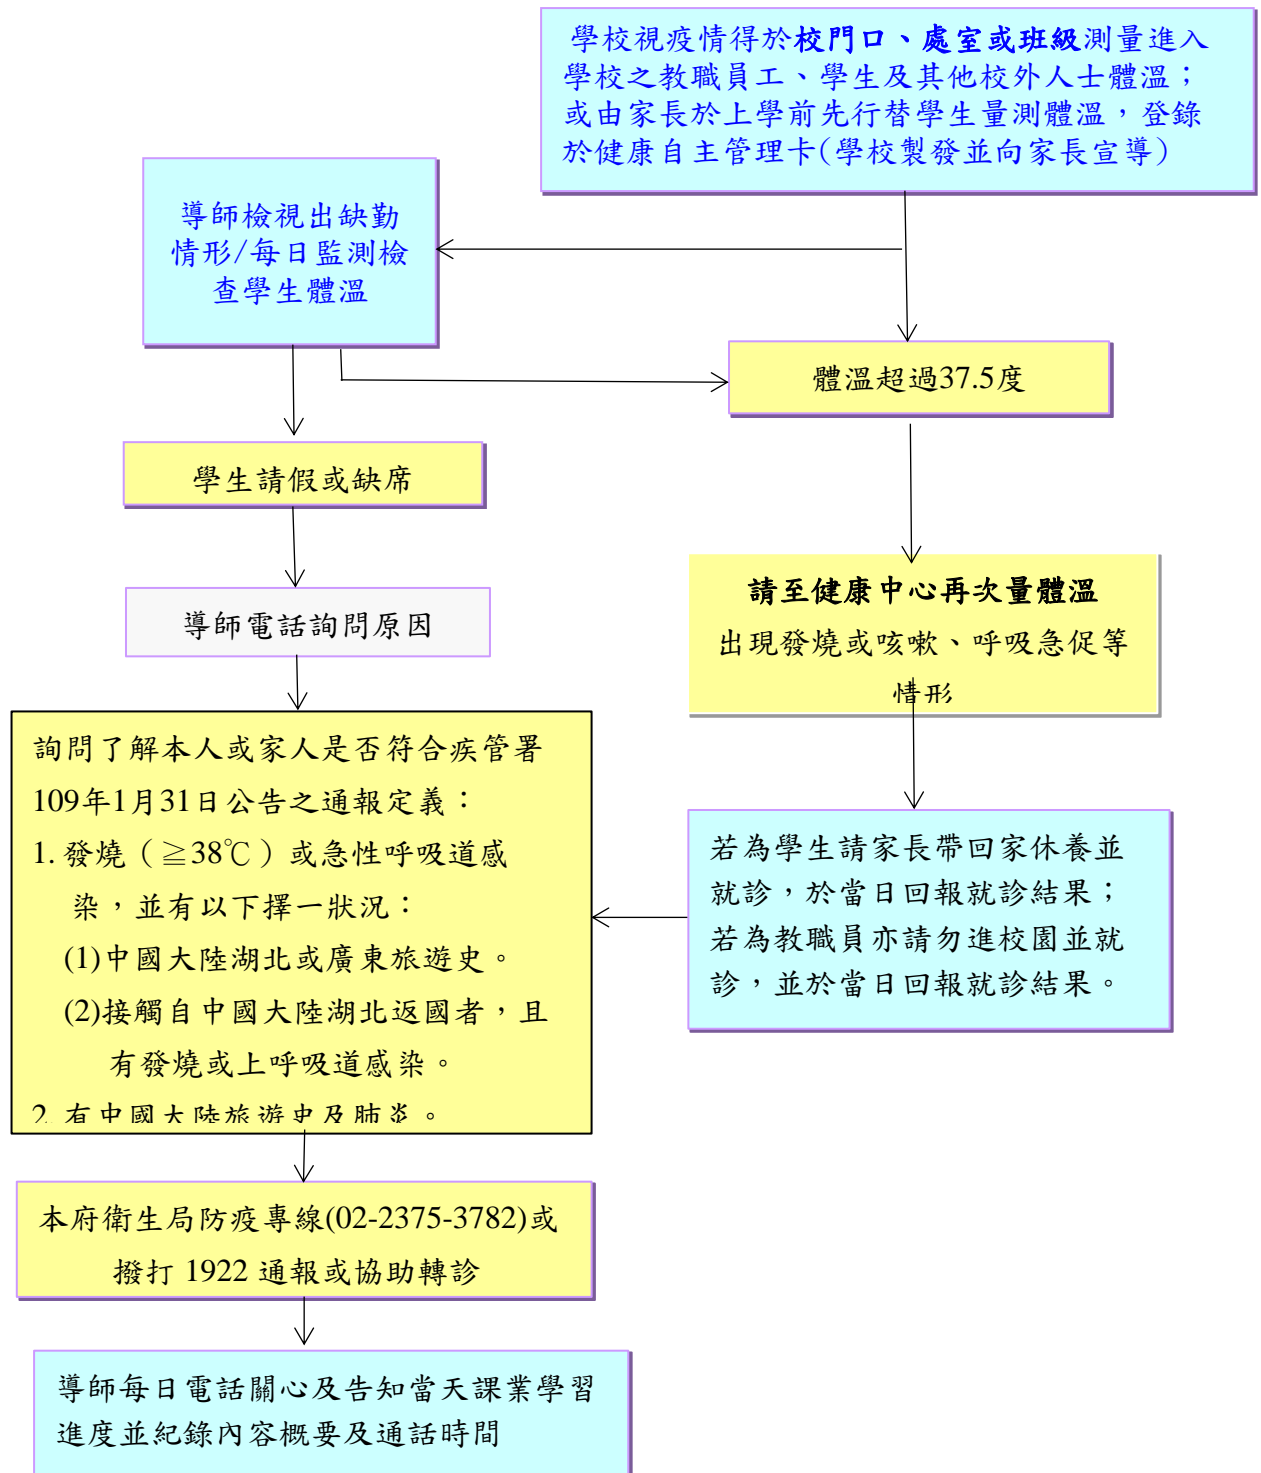 學校視疫情得於校門口、處室或班級測量進入
學校之教職員工、學生及其他校外人士體溫；
或由家長於上學前先行替學生量測體溫，登錄
於健康自主管理卡(學校製發並向家長宣導)
導師檢視出缺勤
情形/每日監測檢
查學生體溫
體溫超過37.5度
學生請假或缺席
導師電話詢問原因
請至健康中心再次量體溫
出現發燒或咳嗽、呼吸急促等
情形
詢問了解本人或家人是否符合疾管署
109年1月31日公告之通報定義：
1. 發燒（≧38℃）或急性呼吸道感
染，並有以下擇一狀況：
(1)中國大陸湖北或廣東旅遊史。
(2)接觸自中國大陸湖北返國者，且
有發燒或上呼吸道感染。
2. 有中國大陸旅遊史及肺炎。
若為學生請家長帶回家休養並
就診，於當日回報就診結果；
若為教職員亦請勿進校園並就
診，並於當日回報就診結果。
本府衛生局防疫專線(02-2375-3782)或
撥打 1922 通報或協助轉診
導師每日電話關心及告知當天課業學習
進度並紀錄內容概要及通話時間